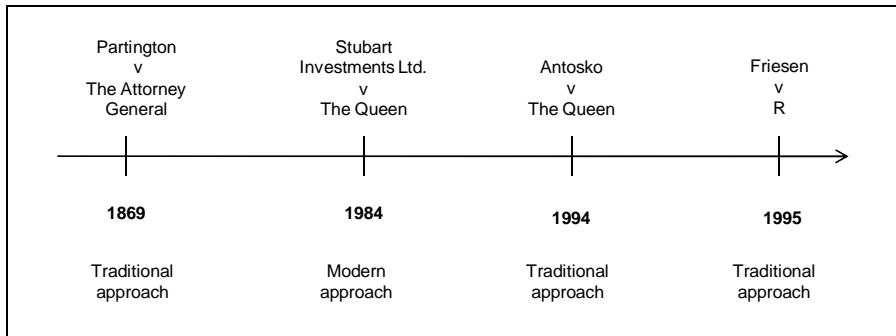 Partington
v
The Attorney
General
Stubart
Investments Ltd.
v
The Queen
Antosko
v
The Queen
Friesen
v
R
1869
1984
1994
1995
Traditional
approach
Modern
approach
Traditional
approach
Traditional
approach